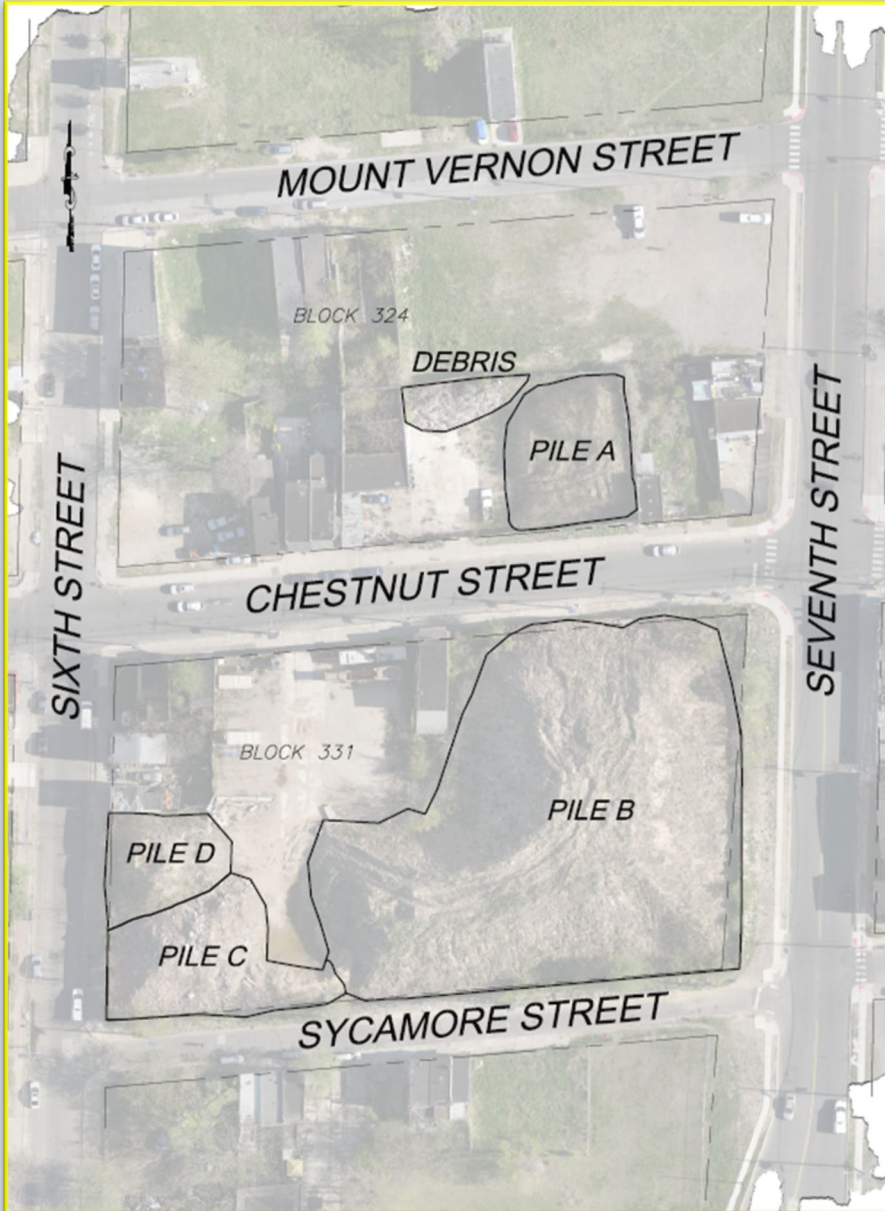 MOUNT VERNON STREET
BLOCK 324
DEBRIS
PILE A
SIXTH STREET
SEVENTH STREET
CHESTNUT STREET
BLOCK 331
PILE B
PILE D
PILE C
SYCAMORE STREET